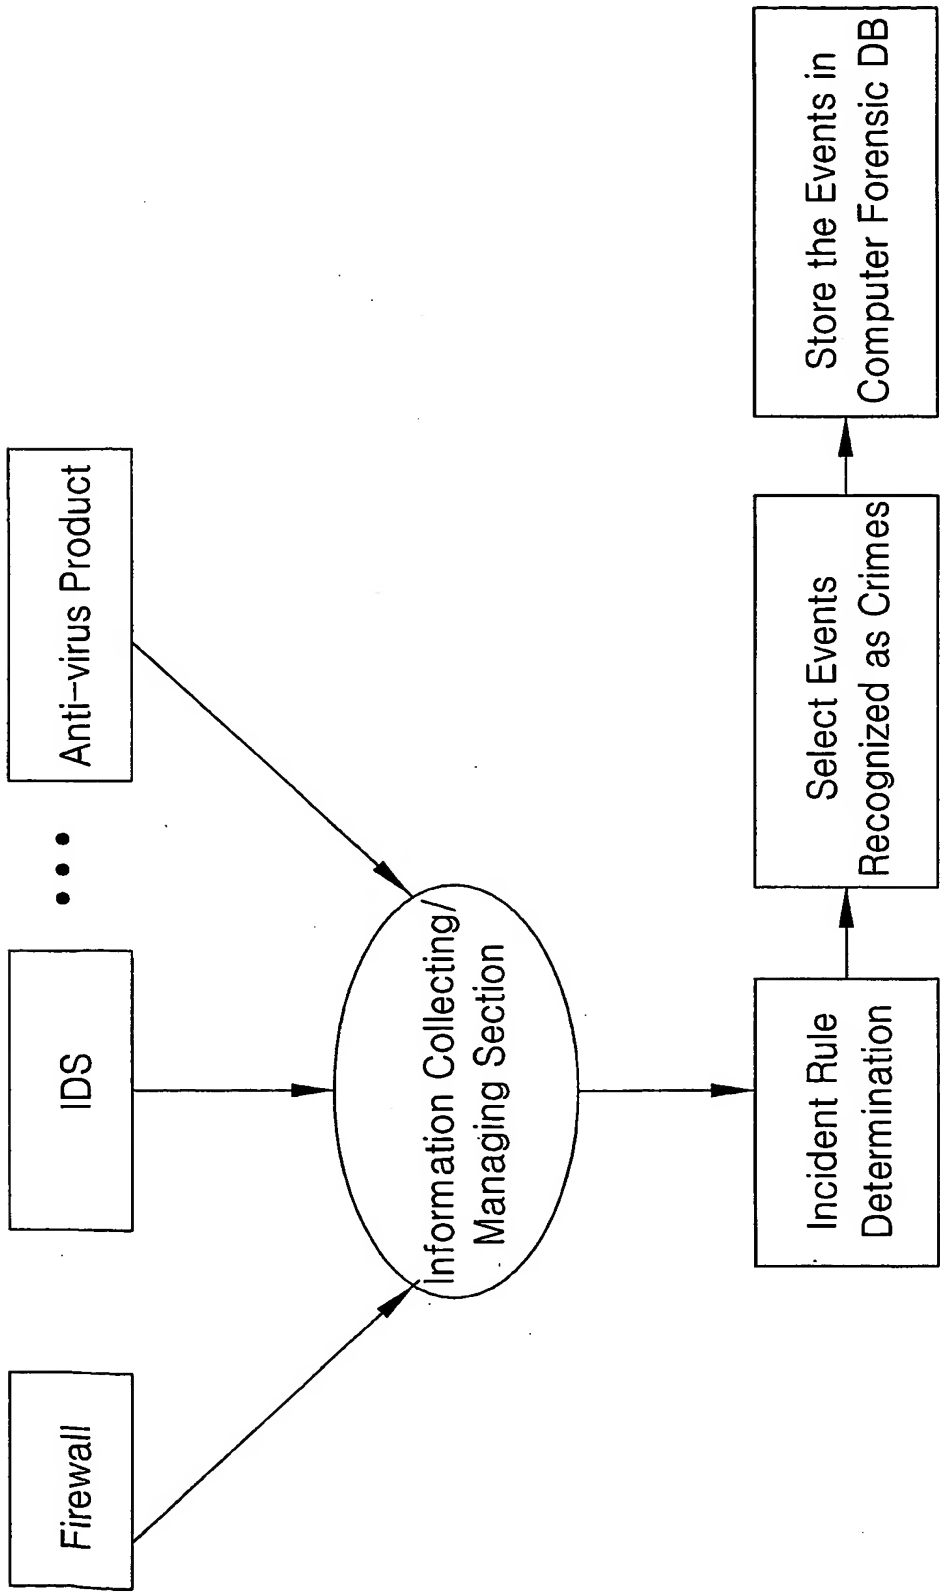 Firewall
IDS
•••
Anti-virus Product
Information Collecting/
Managing Section
Incident Rule
Determination
Select Events
Recognized as Crimes
Store the Events in
Computer Forensic DB